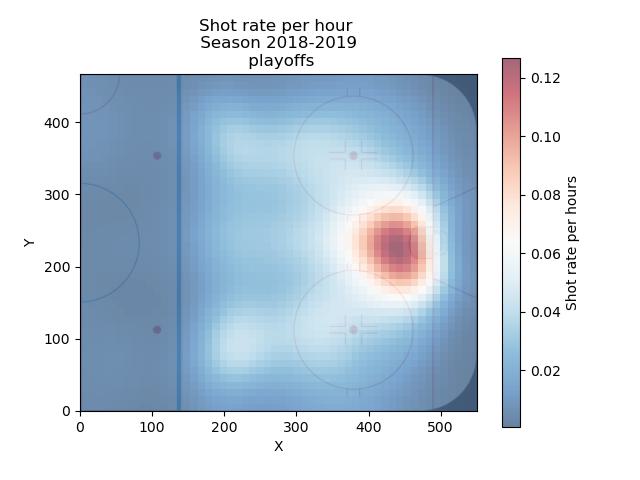 Shot rate per hour
Season 2018-2019
playoffs
0.12
0.10
0.08
0.06
0.04
0.02
Shot rate per hours
400
300
200
100
0
Y
0 100 200 300 400 500
X